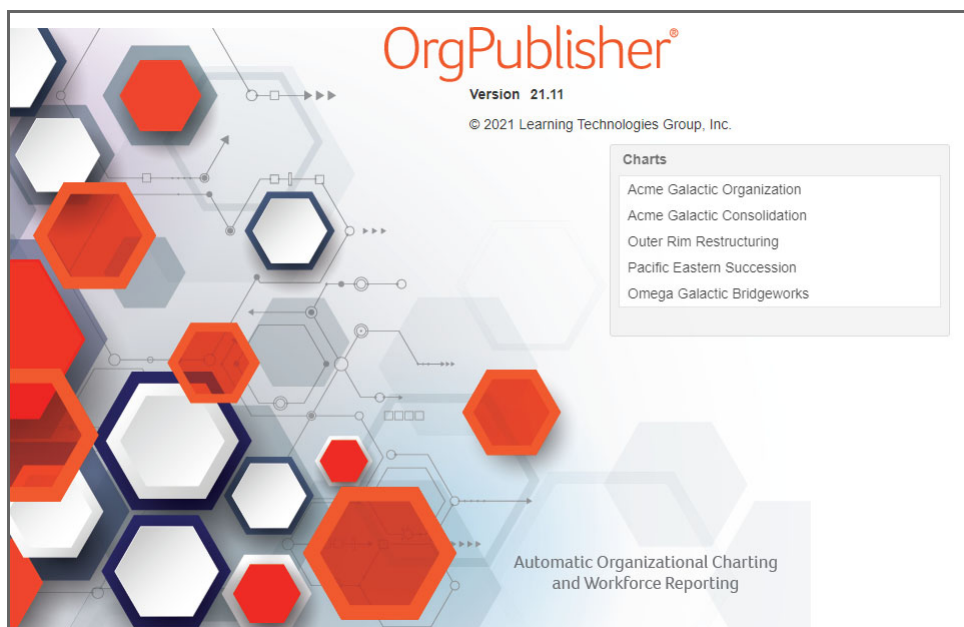 OrgPublisher®
Version 21.11
© 2021 Learning Technologies Group, Inc.
Charts
Acme Galactic Organization
Acme Galactic Consolidation
Outer Rim Restructuring
Pacific Eastern Succession
Omega Galactic Bridgeworks
Automatic Organizational Charting
and Workforce Reporting